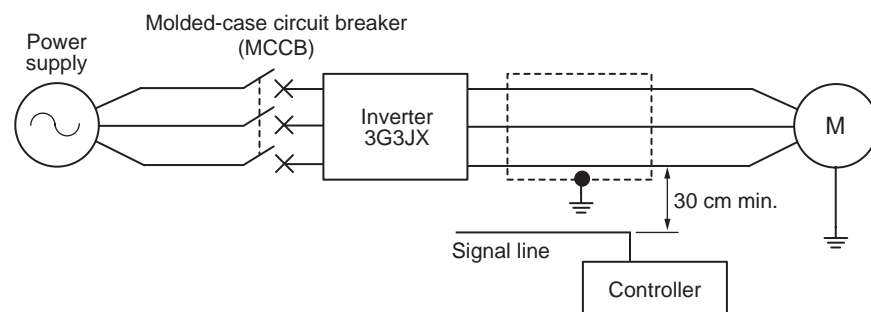 Molded-case circuit breaker
(MCCB)
Power
supply
Inverter
3G3JX
M
30 cm min.
Signal line
Controller